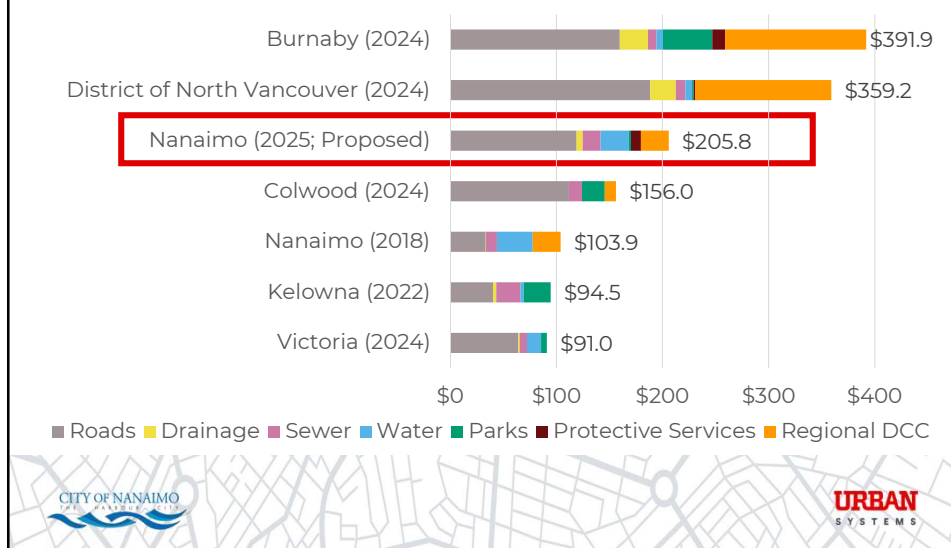 Burnaby (2024) $391.9
District of North Vancouver (2024) $359.2
Nanaimo (2025; Proposed) $205.8
Colwood (2024) $156.0
Nanaimo (2018) $103.9
Kelowna (2022) $94.5
Victoria (2024) $91.0
$0 $100 $200 $300 $400
Roads Drainage Sewer Water Parks Protective Services Regional DCC
CITY OF NANAIMO
THE HARBOUR CITY
URBAN
SYSTEMS